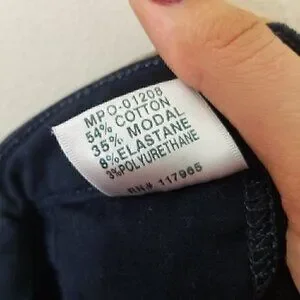 MPO-01208
54% COTTON
35% MODAL
8% ELASTANE
3% POLYURETHANE
RN# 117965